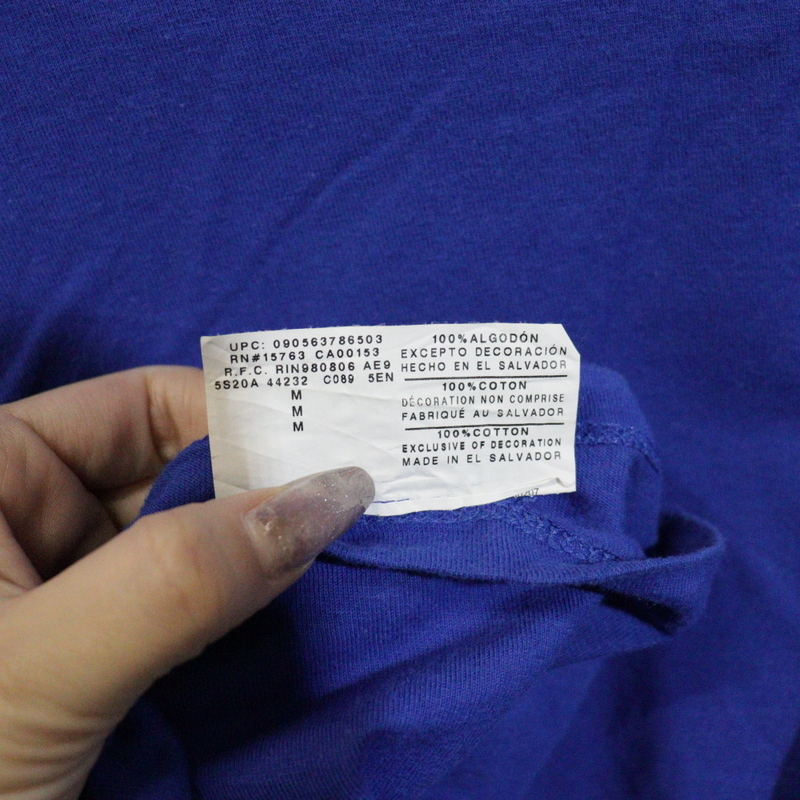 UPC: 090563786503
RN#15763 CA00153
R.F.C. RIN980806 AE9
5S20A 44232 C089 5EN
M
M
M
100%ALGODÓN
EXCEPTO DECORACIÓN
HECHO EN EL SALVADOR
100%COTON
DÉCORATION NON COMPRISE
FABRIQUÉ AU SALVADOR
100%COTTON
EXCLUSIVE OF DECORATION
MADE IN EL SALVADOR